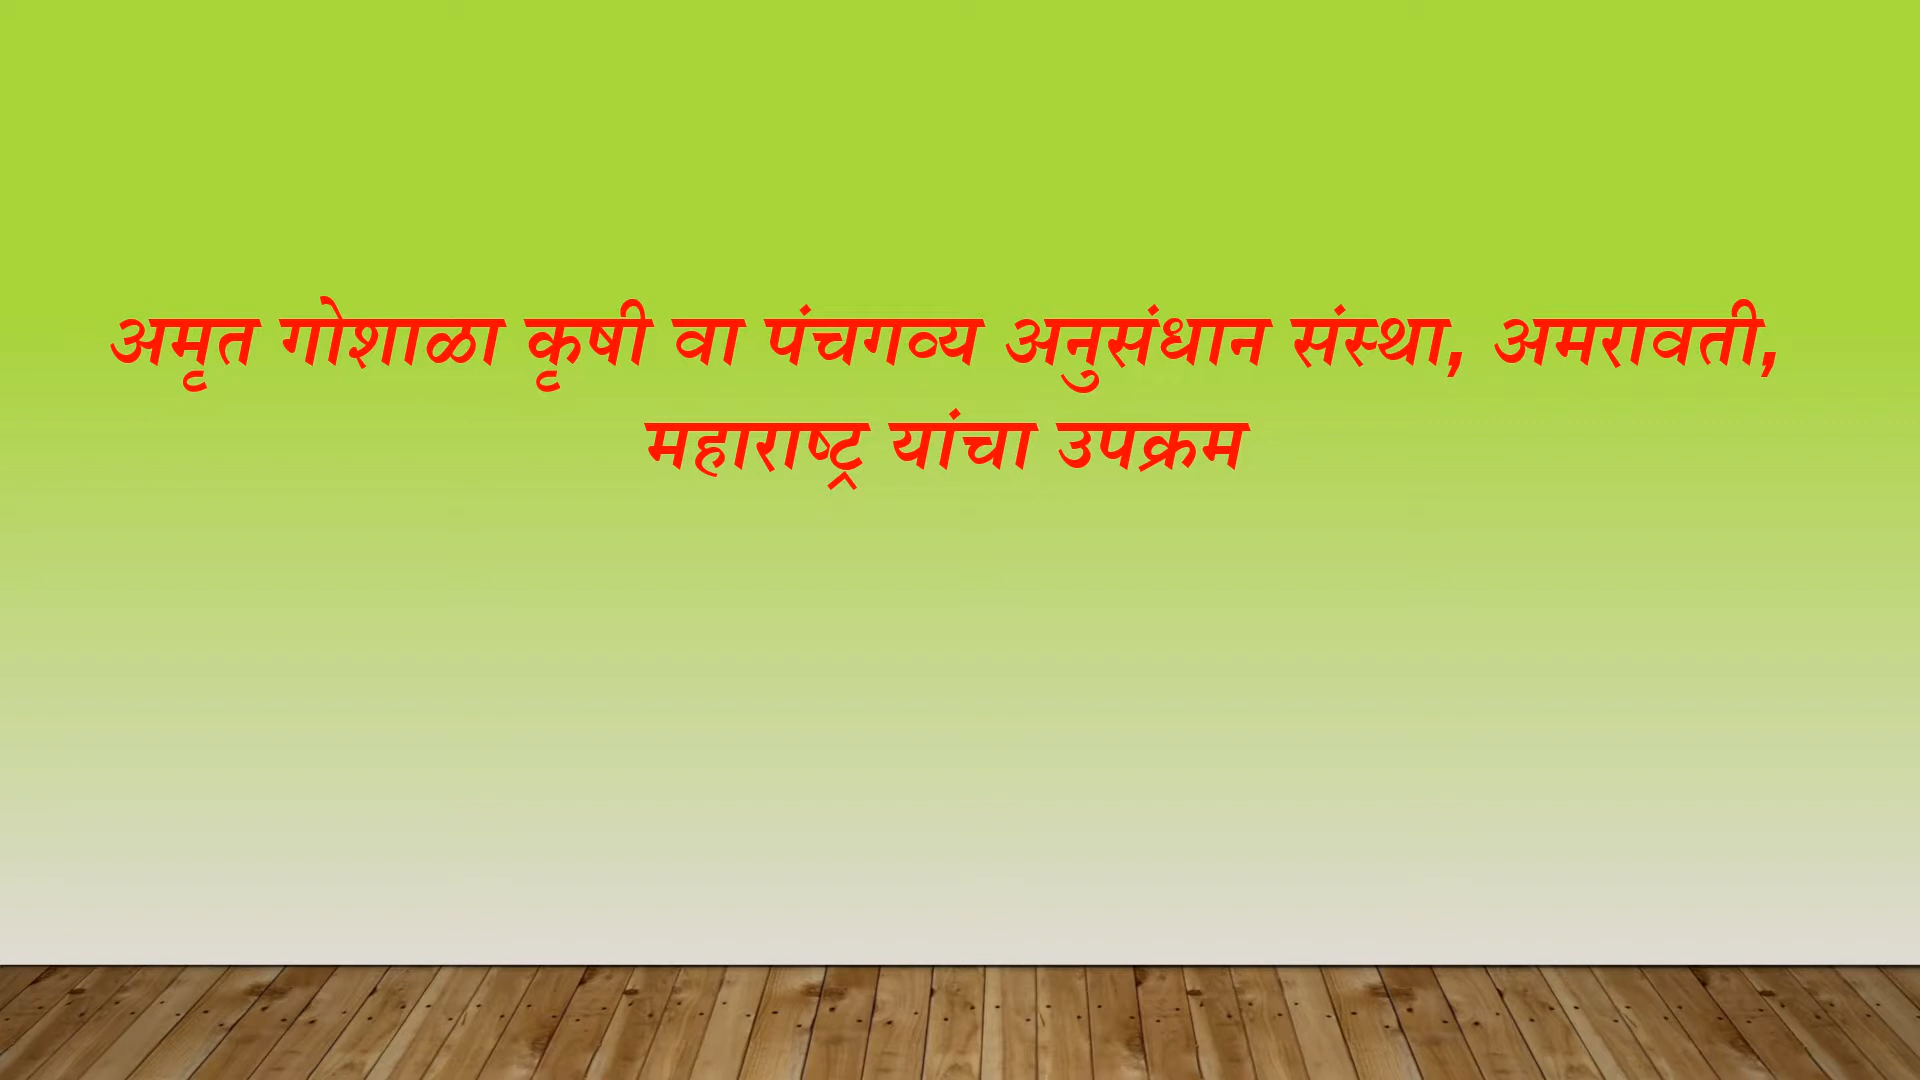 अमृत गोशाळा कृषी वा पंचगव्य अनुसंधान संस्था, अमरावती,
महाराष्ट्र यांचा उपक्रम